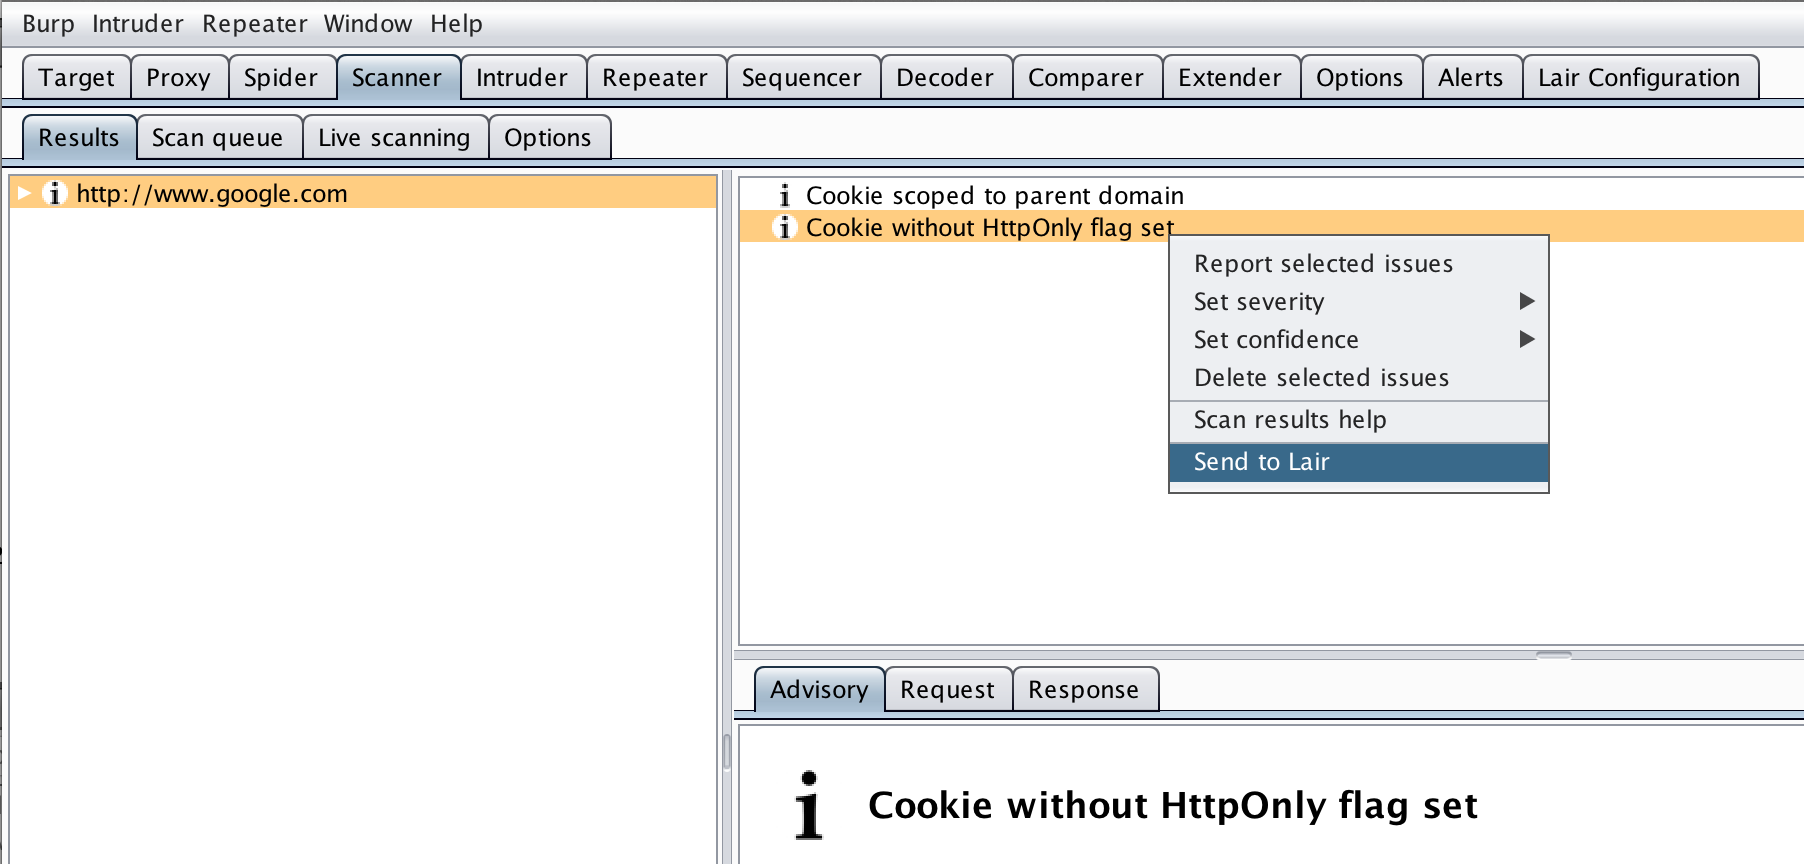 Burp Intruder Repeater Window Help
Target Proxy Spider Scanner Intruder Repeater Sequencer Decoder Comparer Extender Options Alerts Lair Configuration
Results Scan queue Live scanning Options
http://www.google.com
Cookie scoped to parent domain
Cookie without HttpOnly flag set
Report selected issues
Set severity
Set confidence
Delete selected issues
Scan results help
Send to Lair
Advisory Request Response
Cookie without HttpOnly flag set